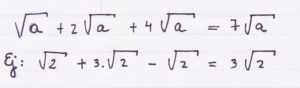 √a + 2√a + 4√a = 7√a
Ej: √2 + 3.√2 - √2 = 3√2